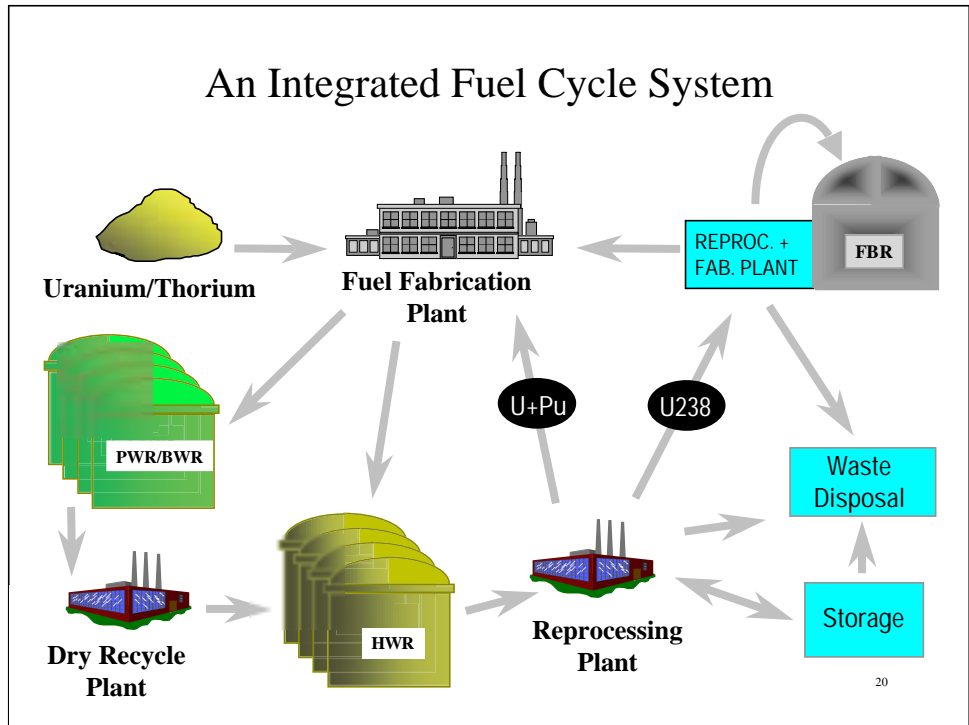 An Integrated Fuel Cycle System
Uranium/Thorium
Fuel Fabrication
Plant
REPROC. +
FAB. PLANT
FBR
U+Pu
U238
PWR/BWR
Waste
Disposal
Dry Recycle
Plant
HWR
Reprocessing
Plant
Storage
20